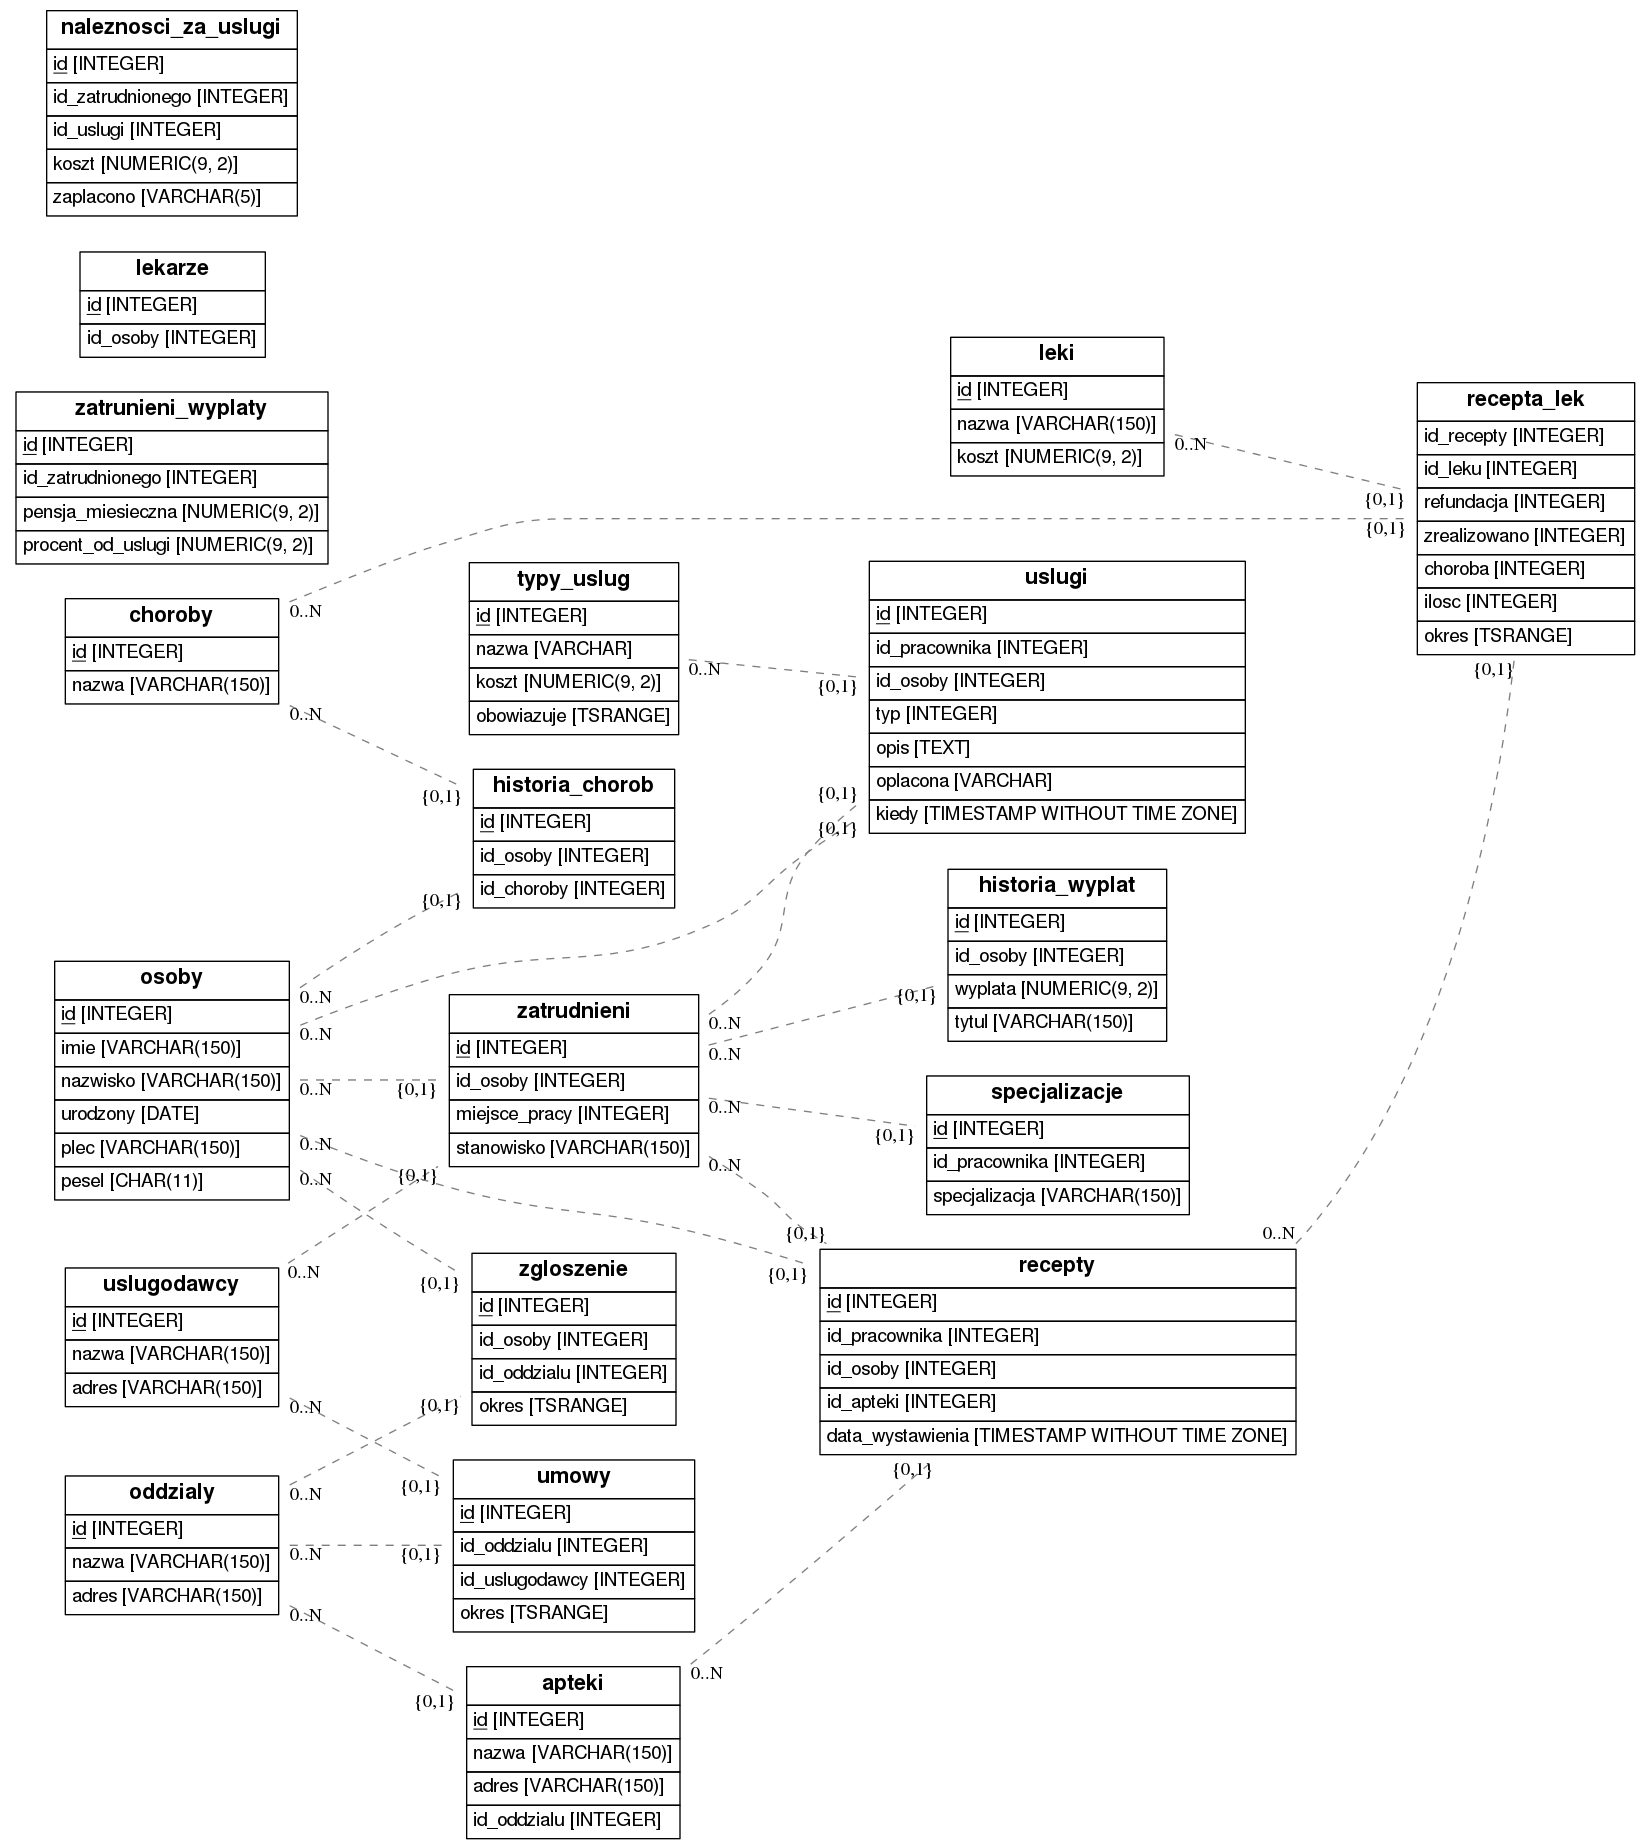 naleznosci_za_uslugi
id [INTEGER]
id_zatrudnionego [INTEGER]
id_uslugi [INTEGER]
koszt [NUMERIC(9, 2)]
zaplacono [VARCHAR(5)]
lekarze
id [INTEGER]
id_osoby [INTEGER]
zatrunieni_wyplaty
id [INTEGER]
id_zatrudnionego [INTEGER]
pensja_miesieczna [NUMERIC(9, 2)]
procent_od_uslugi [NUMERIC(9, 2)]
leki
id [INTEGER]
nazwa [VARCHAR(150)]
koszt [NUMERIC(9, 2)]
0..N
{0,1}
{0,1}
recepta_lek
id_recepty [INTEGER]
id_leku [INTEGER]
refundacja [INTEGER]
zrealizowano [INTEGER]
choroba [INTEGER]
ilosc [INTEGER]
okres [TSRANGE]
{0,1}
choroby
id [INTEGER]
nazwa [VARCHAR(150)]
0..N
0..N
typy_uslug
id [INTEGER]
nazwa [VARCHAR]
koszt [NUMERIC(9, 2)]
obowiazuje [TSRANGE]
0..N
{0,1}
uslugi
id [INTEGER]
id_pracownika [INTEGER]
id_osoby [INTEGER]
typ [INTEGER]
opis [TEXT]
oplacona [VARCHAR]
kiedy [TIMESTAMP WITHOUT TIME ZONE]
{0,1}
{0,1}
historia_chorob
id [INTEGER]
id_osoby [INTEGER]
id_choroby [INTEGER]
{0,1}
{0,1}
historia_wyplat
id [INTEGER]
id_osoby [INTEGER]
wyplata [NUMERIC(9, 2)]
tytul [VARCHAR(150)]
{0,1}
osoby
id [INTEGER]
imie [VARCHAR(150)]
nazwisko [VARCHAR(150)]
urodzony [DATE]
plec [VARCHAR(150)]
pesel [CHAR(11)]
0..N
0..N
0..N
0..N
0..N
{0,1}
{0,1}
zatrudnieni
id [INTEGER]
id_osoby [INTEGER]
miejsce_pracy [INTEGER]
stanowisko [VARCHAR(150)]
0..N
0..N
0..N
0..N
specjalizacje
id [INTEGER]
id_pracownika [INTEGER]
specjalizacja [VARCHAR(150)]
{0,1}
{0,1}
{0,1}
0..N
recepty
id [INTEGER]
id_pracownika [INTEGER]
id_osoby [INTEGER]
id_apteki [INTEGER]
data_wystawienia [TIMESTAMP WITHOUT TIME ZONE]
{0,1}
uslugodawcy
id [INTEGER]
nazwa [VARCHAR(150)]
adres [VARCHAR(150)]
0..N
0..N
zgloszenie
id [INTEGER]
id_osoby [INTEGER]
id_oddzialu [INTEGER]
okres [TSRANGE]
{0,1}
{0,1}
oddzialy
id [INTEGER]
nazwa [VARCHAR(150)]
adres [VARCHAR(150)]
0..N
0..N
0..N
umowy
id [INTEGER]
id_oddzialu [INTEGER]
id_uslugodawcy [INTEGER]
okres [TSRANGE]
{0,1}
{0,1}
apteki
id [INTEGER]
nazwa [VARCHAR(150)]
adres [VARCHAR(150)]
id_oddzialu [INTEGER]
{0,1}
0..N